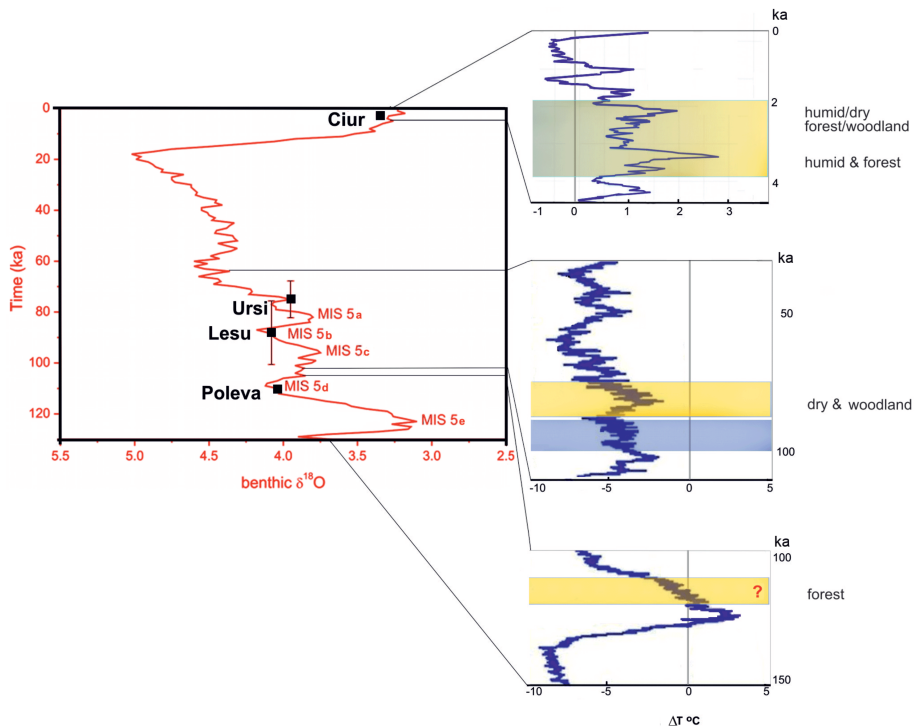 0
20
40
60
80
100
120
Time (ka)
5.5 5.0 4.5 4.0 3.5 3.0 2.5
benthic δ¹⁸O
Ciur
Ursi
Lesu
Poleva
MIS 5a
MIS 5b
MIS 5c
MIS 5d
MIS 5e
ka
0
2
4
-1 0 1 2 3
humid/dry
forest/woodland
humid & forest
ka
50
100
-10 -5 0 5
dry & woodland
ka
100
150
?
-10 -5 0 5
forest
ΔT ºC